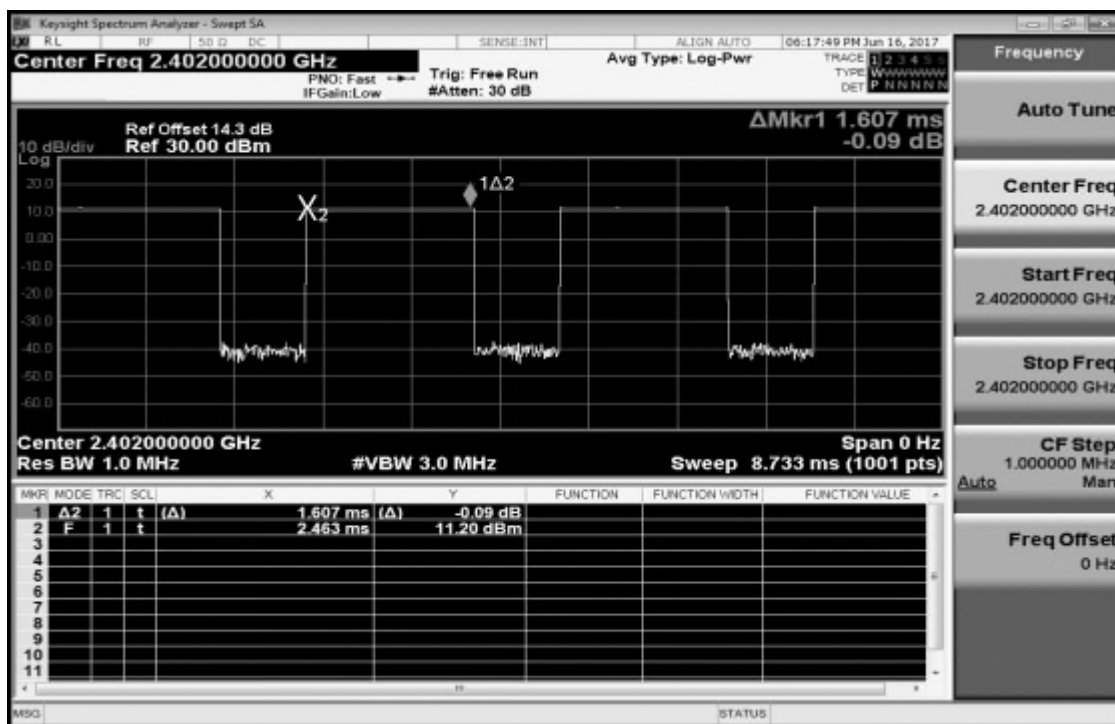 Keysight Spectrum Analyzer - Swept SA
RL RF 50 Ω DC SENSE:INT ALIGN AUTO 06:17:49 PM Jun 16, 2017
Center Freq 2.402000000 GHz
PNO: Fast
IFGain:Low
Trig: Free Run
#Atten: 30 dB
Avg Type: Log-Pwr
TRACE 1 2 3 4 5 6
TYPE W
DET P N N N N N
Ref Offset 14.3 dB
10 dB/div Ref 30.00 dBm
Log
ΔMkr1 1.607 ms
-0.09 dB
20.0
10.0
0.00
-10.0
-20.0
-30.0
-40.0
-50.0
-60.0
X2
1Δ2
Center 2.402000000 GHz Span 0 Hz
Res BW 1.0 MHz #VBW 3.0 MHz Sweep 8.733 ms (1001 pts)
MKR MODE TRC SCL X Y FUNCTION FUNCTION WIDTH FUNCTION VALUE
1 Δ2 1 t (Δ) 1.607 ms (Δ) -0.09 dB
2 F 1 t 2.463 ms 11.20 dBm
3
4
5
6
7
8
9
10
11
MSG STATUS
Frequency
Auto Tune
Center Freq
2.402000000 GHz
Start Freq
2.402000000 GHz
Stop Freq
2.402000000 GHz
CF Step
1.000000 MHz
Auto Man
Freq Offset
0 Hz